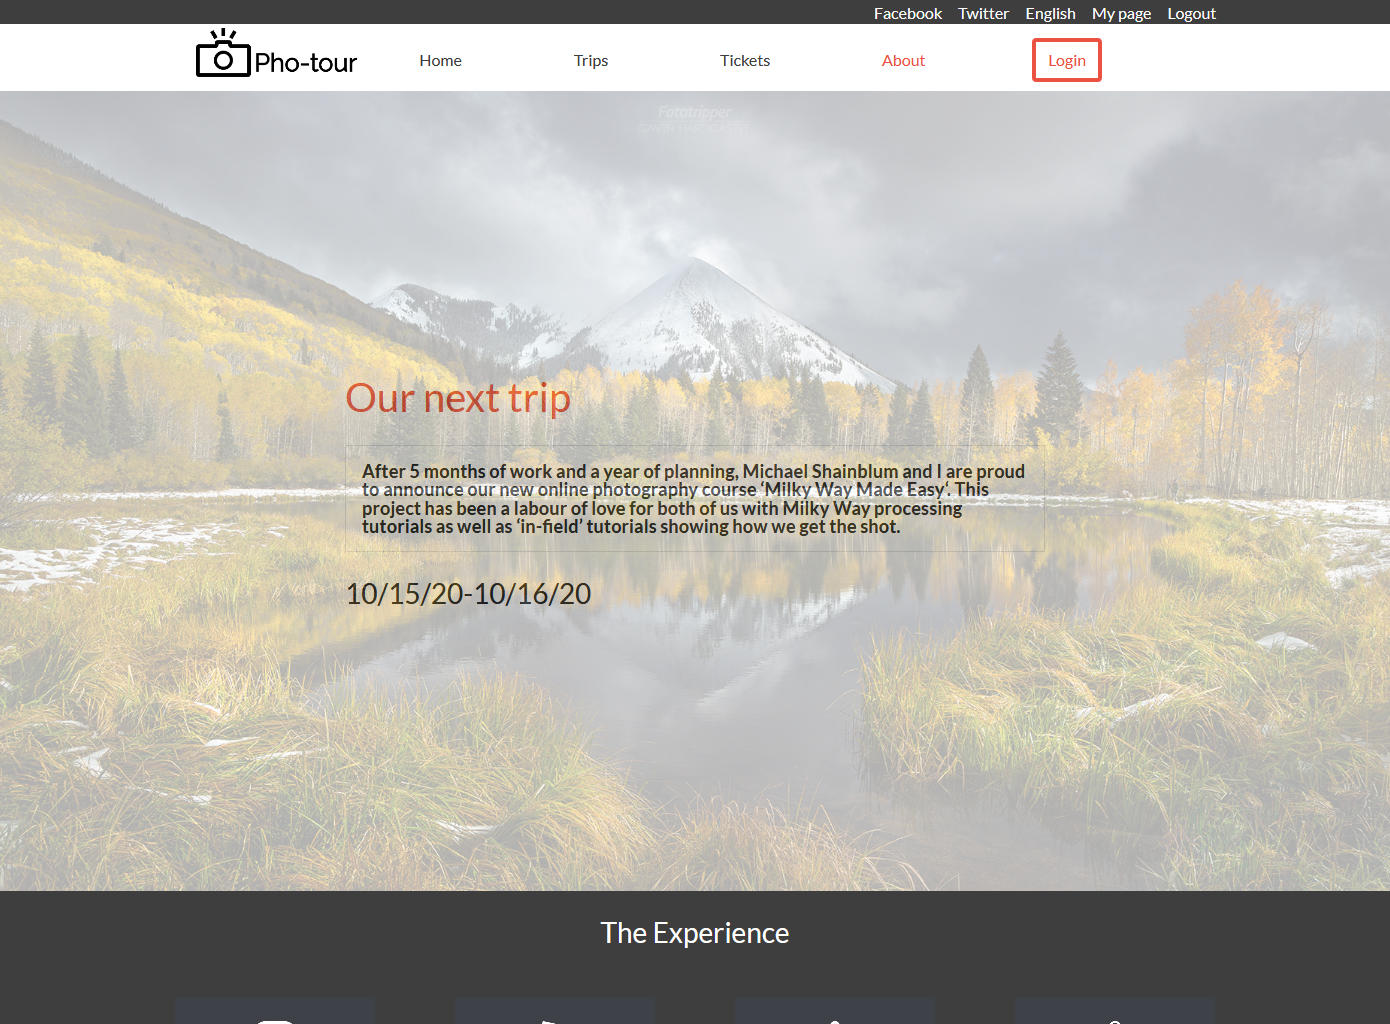 Facebook Twitter English My page Logout
Pho-tour Home Trips Tickets About Login
Fototripper
Our next trip
After 5 months of work and a year of planning, Michael Shainblum and I are proud
to announce our new online photography course ‘Milky Way Made Easy‘. This
project has been a labour of love for both of us with Milky Way processing
tutorials as well as ‘in-field’ tutorials showing how we get the shot.
10/15/20-10/16/20
The Experience